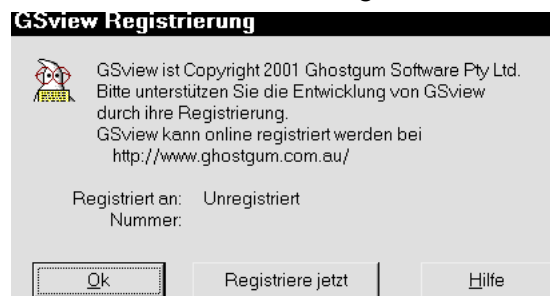 GSview Registrierung
GSview ist Copyright 2001 Ghostgum Software Pty Ltd.
Bitte unterstützen Sie die Entwicklung von GSview
durch ihre Registrierung.
GSview kann online registriert werden bei
http://www.ghostgum.com.au/
Registriert an: Unregistriert
Nummer:
Ok Registriere jetzt Hilfe